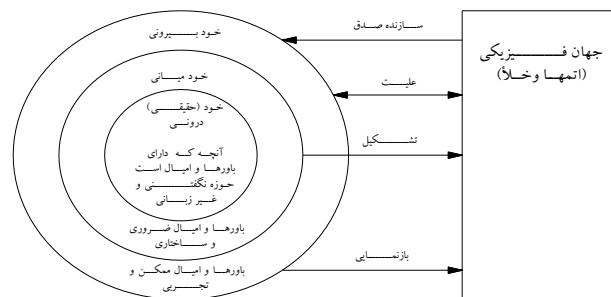 خود بیرونی
سازنده صدق
جهان فیزیکی
(اتمها و خلأ)
خود میانی
علیت
خود (حقیقی)
درونی
تشکیل
آنچه که دارای
باورها و امیال است
حوزه نگفتنی و
غیر زبانی
باورها و امیال ضروری
و ساختاری
بازنمایی
باورها و امیال ممکن و
تجربی